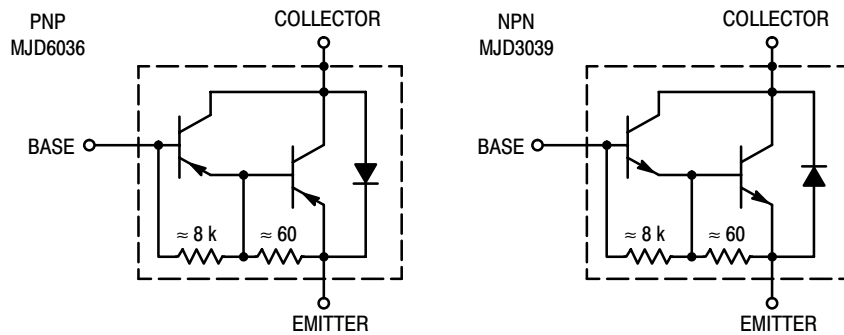 PNP
MJD6036
COLLECTOR
BASE
≈ 8 k
≈ 60
EMITTER
NPN
MJD3039
COLLECTOR
BASE
≈ 8 k
≈ 60
EMITTER